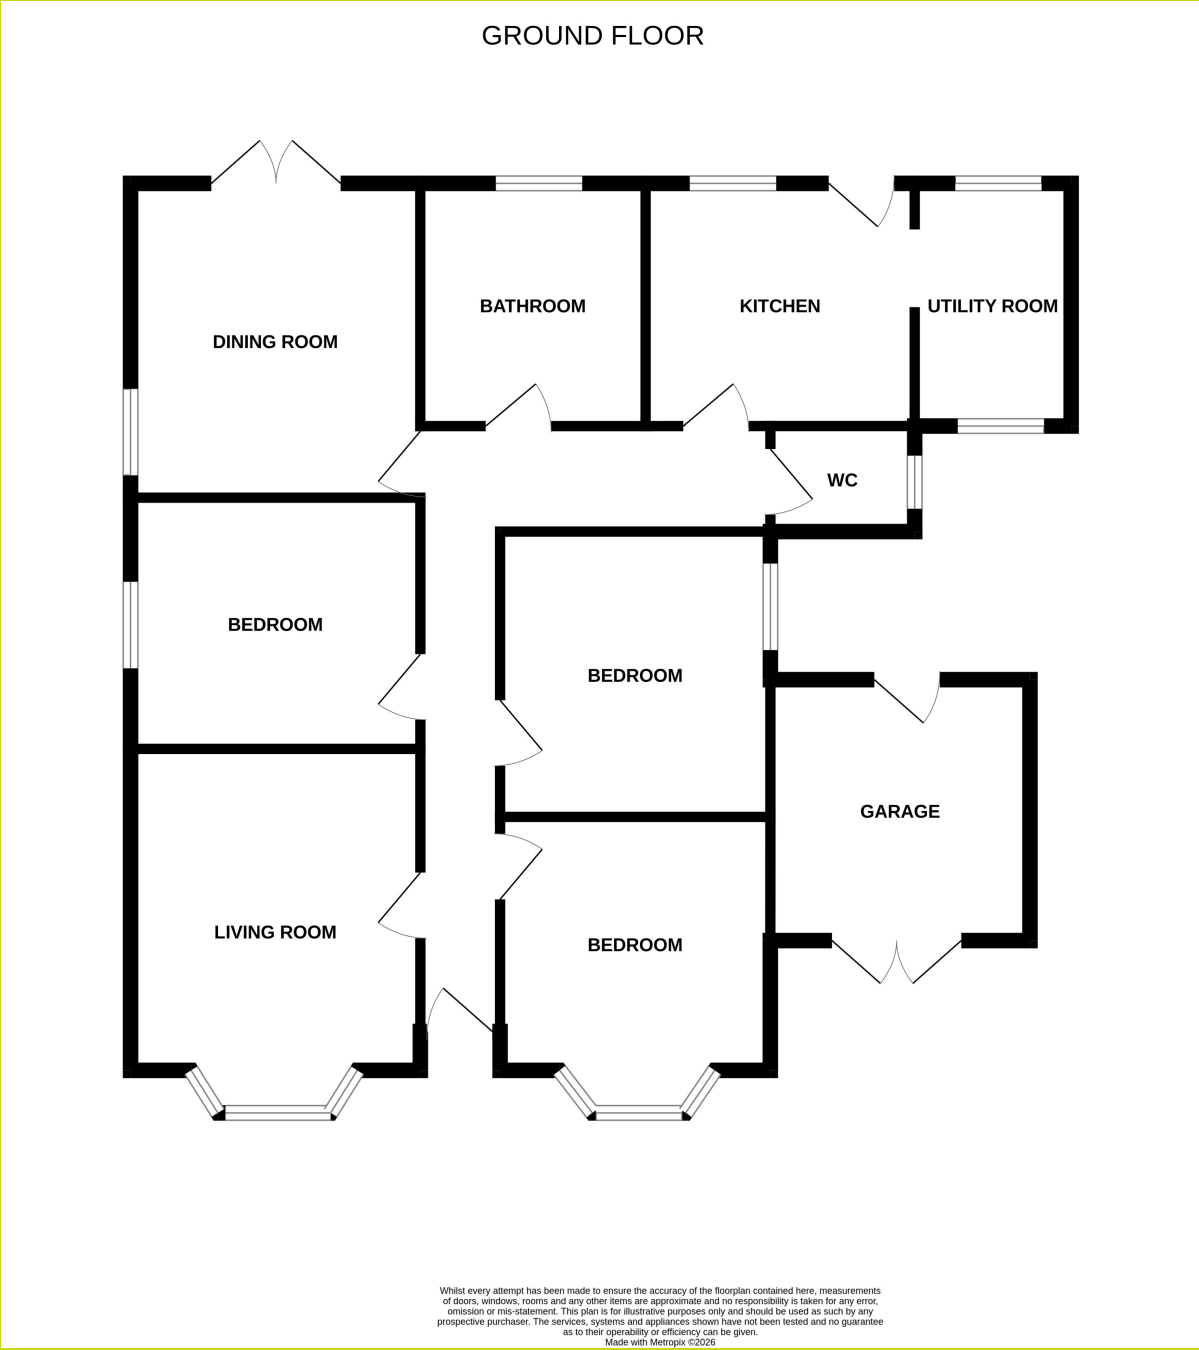 GROUND FLOOR
BATHROOM
KITCHEN
UTILITY ROOM
DINING ROOM
WC
BEDROOM
BEDROOM
GARAGE
LIVING ROOM
BEDROOM
Whilst every attempt has been made to ensure the accuracy of the floorplan contained here, measurements
of doors, windows, rooms and any other items are approximate and no responsibility is taken for any error,
omission or mis-statement. This plan is for illustrative purposes only and should be used as such by any
prospective purchaser. The services, systems and appliances shown have not been tested and no guarantee
as to their operability or efficiency can be given.
Made with Metropix ©2026